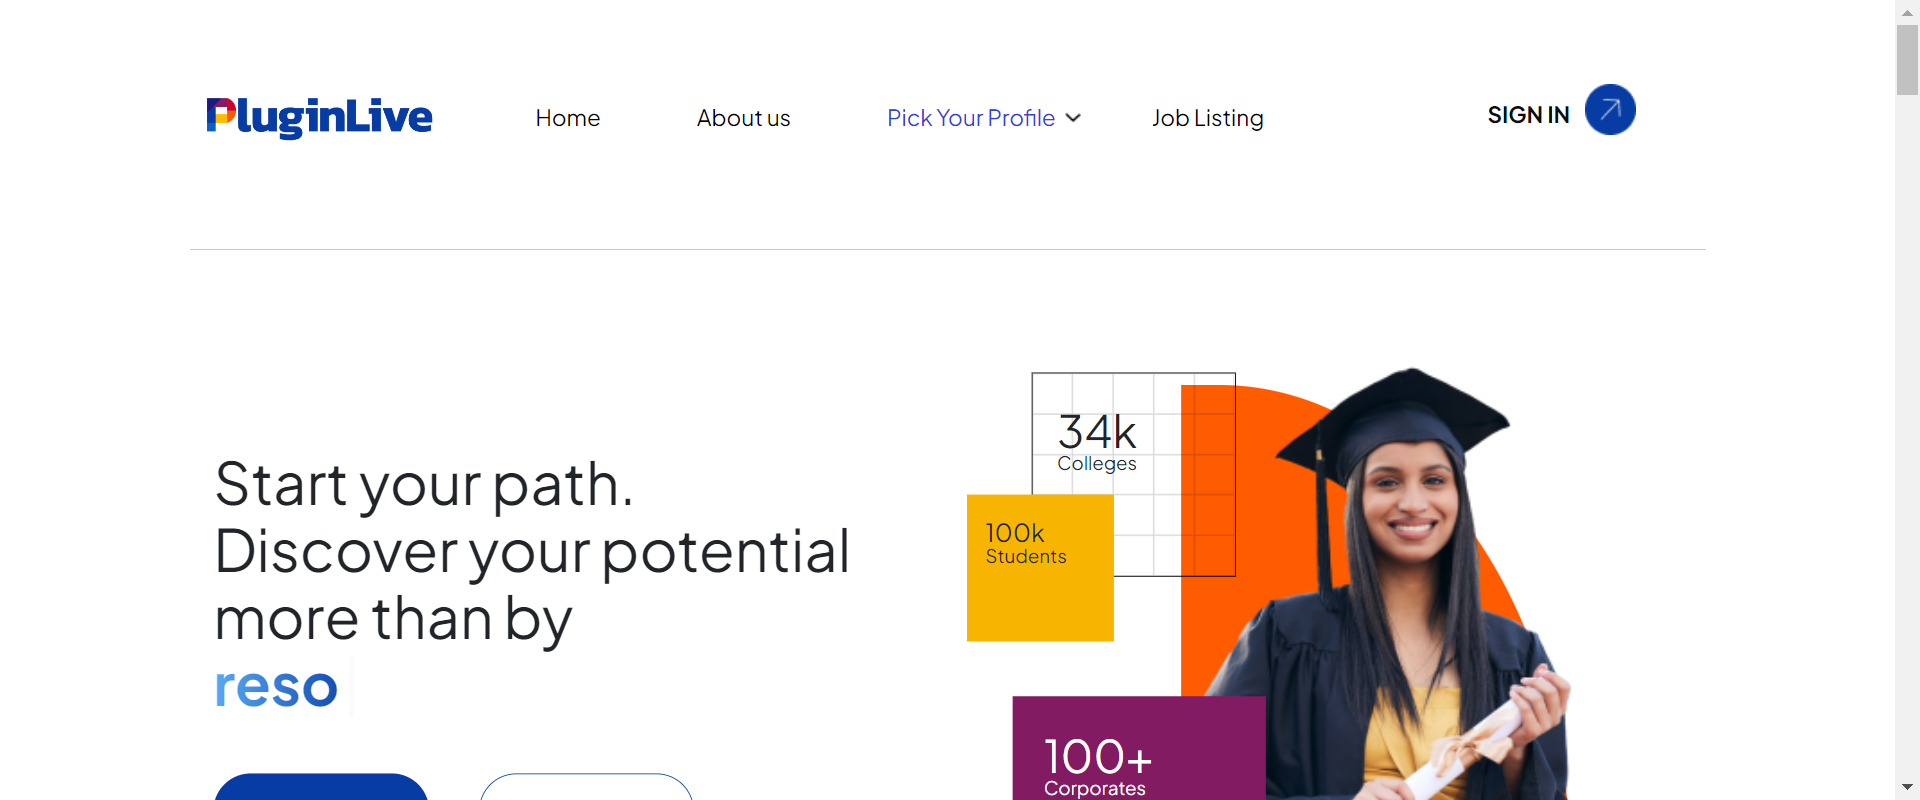 PluginLive
Home
About us
Pick Your Profile
Job Listing
SIGN IN
Start your path.
Discover your potential
more than by
reso
34k
Colleges
100k
Students
100+
Corporates